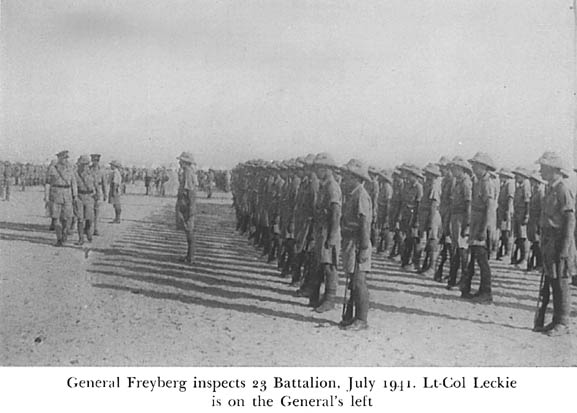 General Freyberg inspects 23 Battalion, July 1941. Lt-Col Leckie
is on the General's left